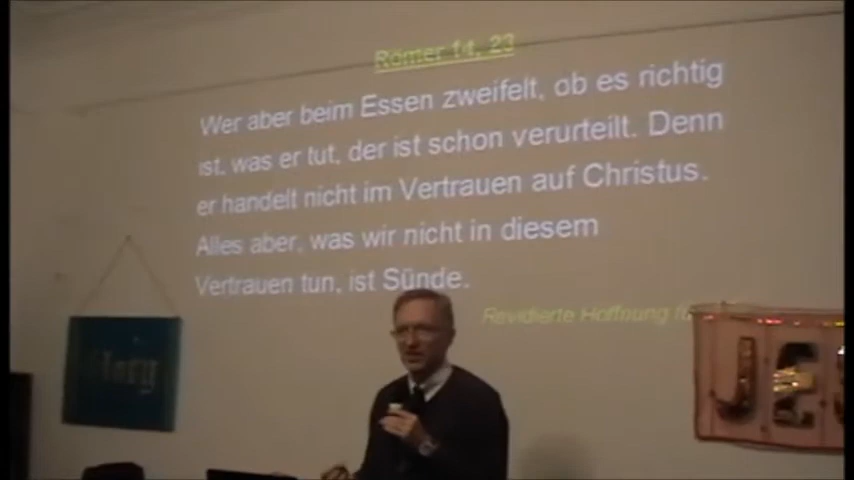 Römer 14, 23
Wer aber beim Essen zweifelt, ob es richtig
ist, was er tut, der ist schon verurteilt. Denn
er handelt nicht im Vertrauen auf Christus.
Alles aber, was wir nicht in diesem
Vertrauen tun, ist Sünde.
Revidierte Hoffnung für
JE